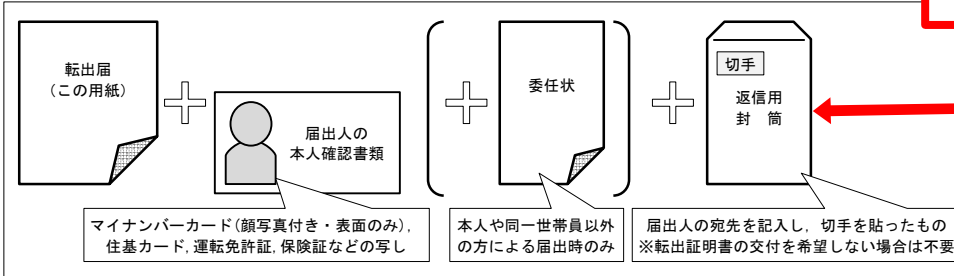 転出届
（この用紙）
届出人の
本人確認書類
委任状
切手
返信用
封　筒
マイナンバーカード（顔写真付き・表面のみ），
住基カード，運転免許証，保険証などの写し
本人や同一世帯員以外
の方による届出時のみ
届出人の宛先を記入し，切手を貼ったもの
※転出証明書の交付を希望しない場合は不要